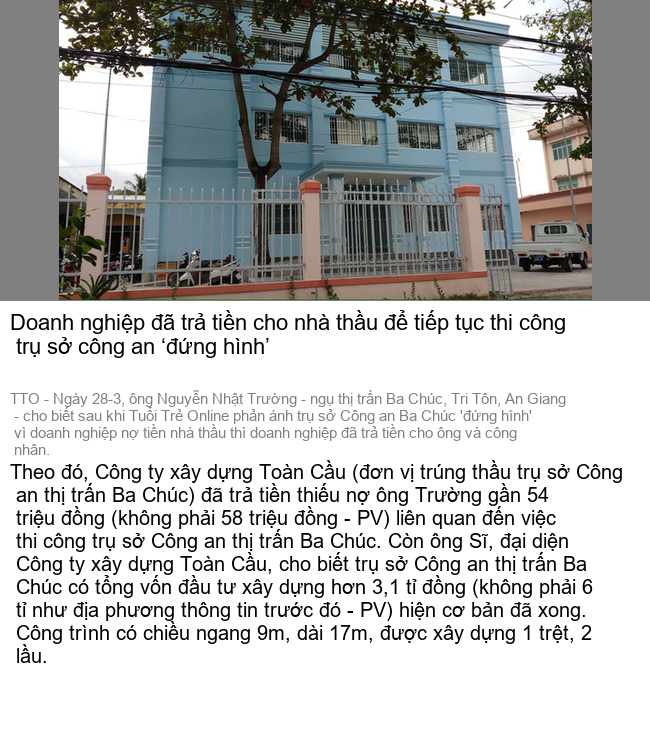 Doanh nghiệp đã trả tiền cho nhà thầu để tiếp tục thi công
trụ sở công an ‘đứng hình’
TTO - Ngày 28-3, ông Nguyễn Nhật Trường - ngụ thị trấn Ba Chúc, Tri Tôn, An Giang
- cho biết sau khi Tuổi Trẻ Online phản ánh trụ sở Công an Ba Chúc 'đứng hình'
vì doanh nghiệp nợ tiền nhà thầu thì doanh nghiệp đã trả tiền cho ông và công
nhân.
Theo đó, Công ty xây dựng Toàn Cầu (đơn vị trúng thầu trụ sở Công
an thị trấn Ba Chúc) đã trả tiền thiếu nợ ông Trường gần 54
triệu đồng (không phải 58 triệu đồng - PV) liên quan đến việc
thi công trụ sở Công an thị trấn Ba Chúc. Còn ông Sĩ, đại diện
Công ty xây dựng Toàn Cầu, cho biết trụ sở Công an thị trấn Ba
Chúc có tổng vốn đầu tư xây dựng hơn 3,1 tỉ đồng (không phải 6
tỉ như địa phương thông tin trước đó - PV) hiện cơ bản đã xong.
Công trình có chiều ngang 9m, dài 17m, được xây dựng 1 trệt, 2
lầu.